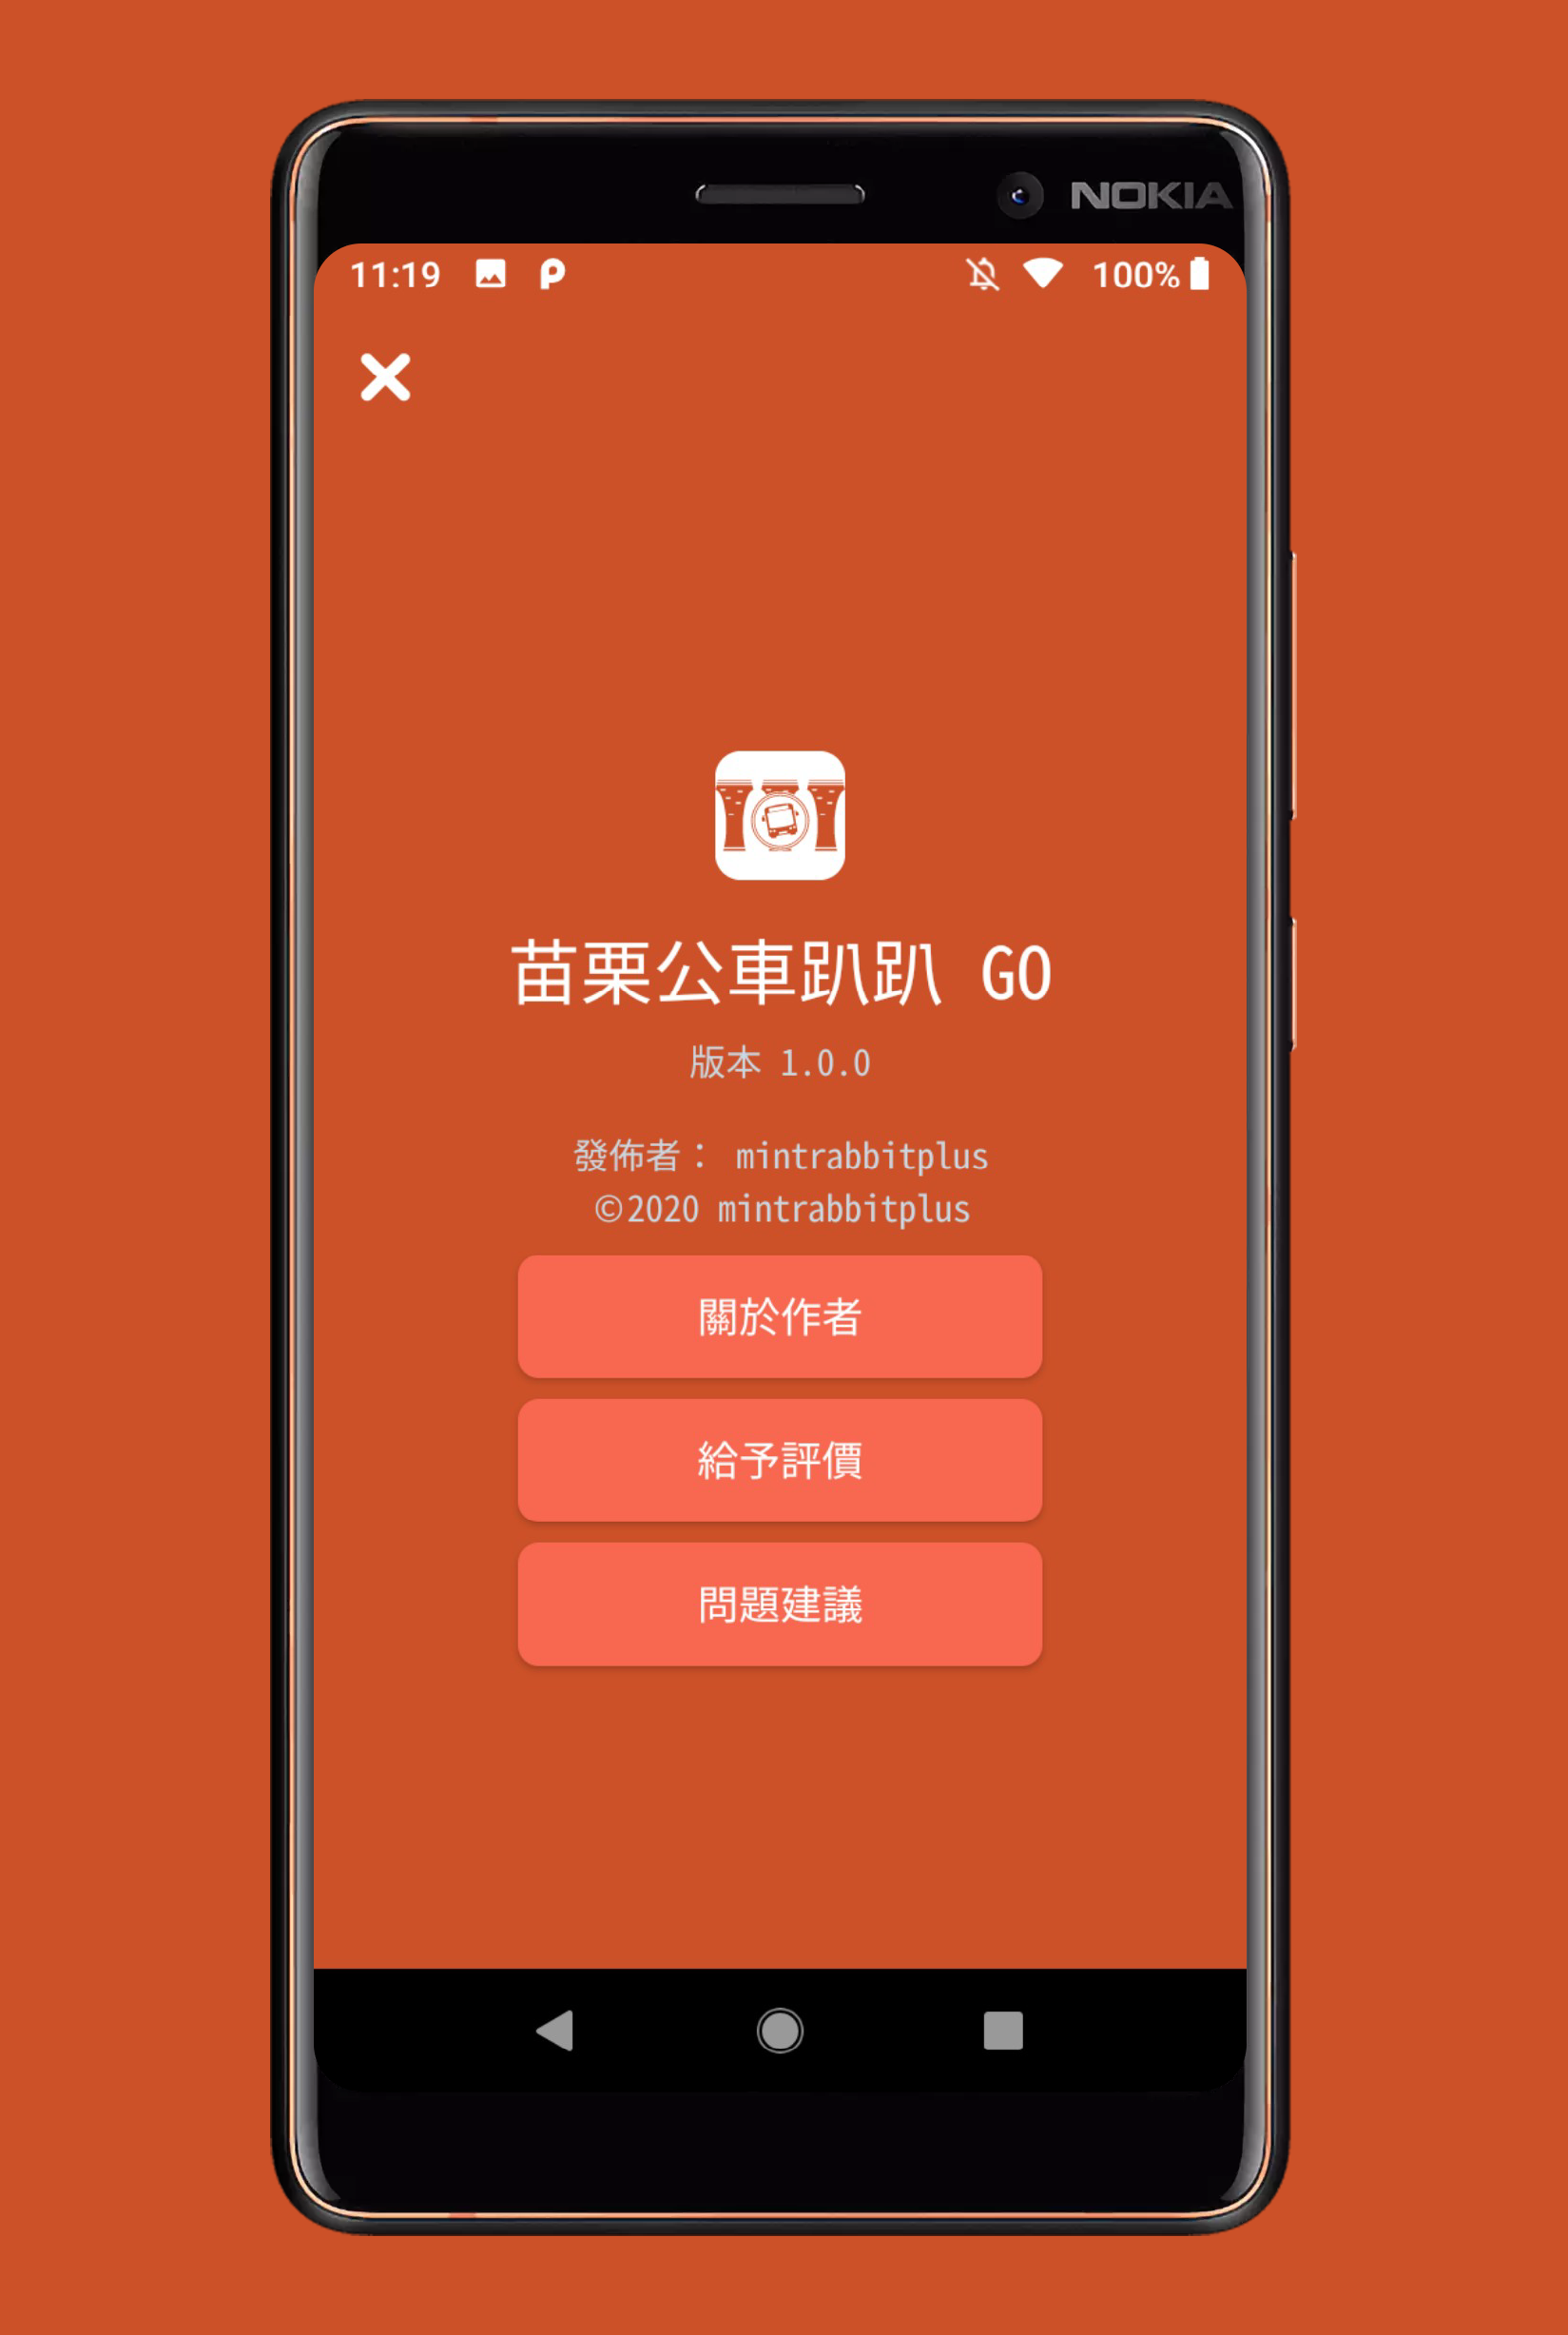 NOKIA
11:19 100%
苗栗公車趴趴 GO
版本 1.0.0
發佈者： mintrabbitplus
©2020 mintrabbitplus
關於作者
給予評價
問題建議